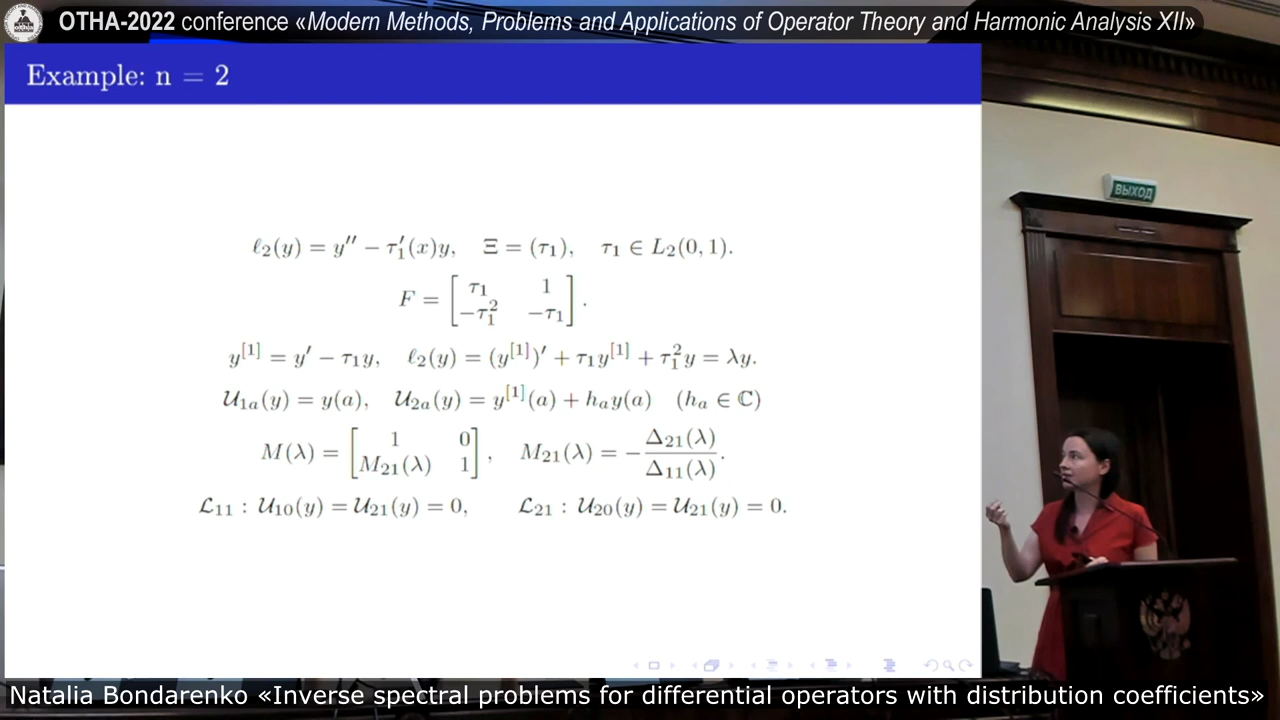 OTHA-2022 conference «Modern Methods, Problems and Applications of Operator Theory and Harmonic Analysis XII»
Example: n = 2
ℓ₂(y) = y″ − τ₁′(x)y, Ξ = (τ₁), τ₁ ∈ L₂(0, 1).
F = [τ₁ 1; −τ₁² −τ₁].
y^[1] = y′ − τ₁y, ℓ₂(y) = (y^[1])′ + τ₁y^[1] + τ₁²y = λy.
𝒰₁ₐ(y) = y(a), 𝒰₂ₐ(y) = y^[1](a) + hₐy(a) (hₐ ∈ ℂ)
M(λ) = [1 0; M₂₁(λ) 1], M₂₁(λ) = −Δ₂₁(λ)/Δ₁₁(λ).
ℒ₁₁ : 𝒰₁₀(y) = 𝒰₂₁(y) = 0, ℒ₂₁ : 𝒰₂₀(y) = 𝒰₂₁(y) = 0.
ВЫХОД
Natalia Bondarenko «Inverse spectral problems for differential operators with distribution coefficients»